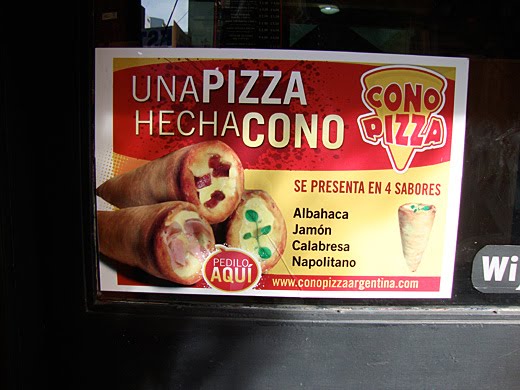 UNA PIZZA
HECHA CONO
CONO
PIZZA
SE PRESENTA EN 4 SABORES
Albahaca
Jamón
Calabresa
Napolitano
PEDILO
AQUÍ
www.conopizzaargentina.com
Wi